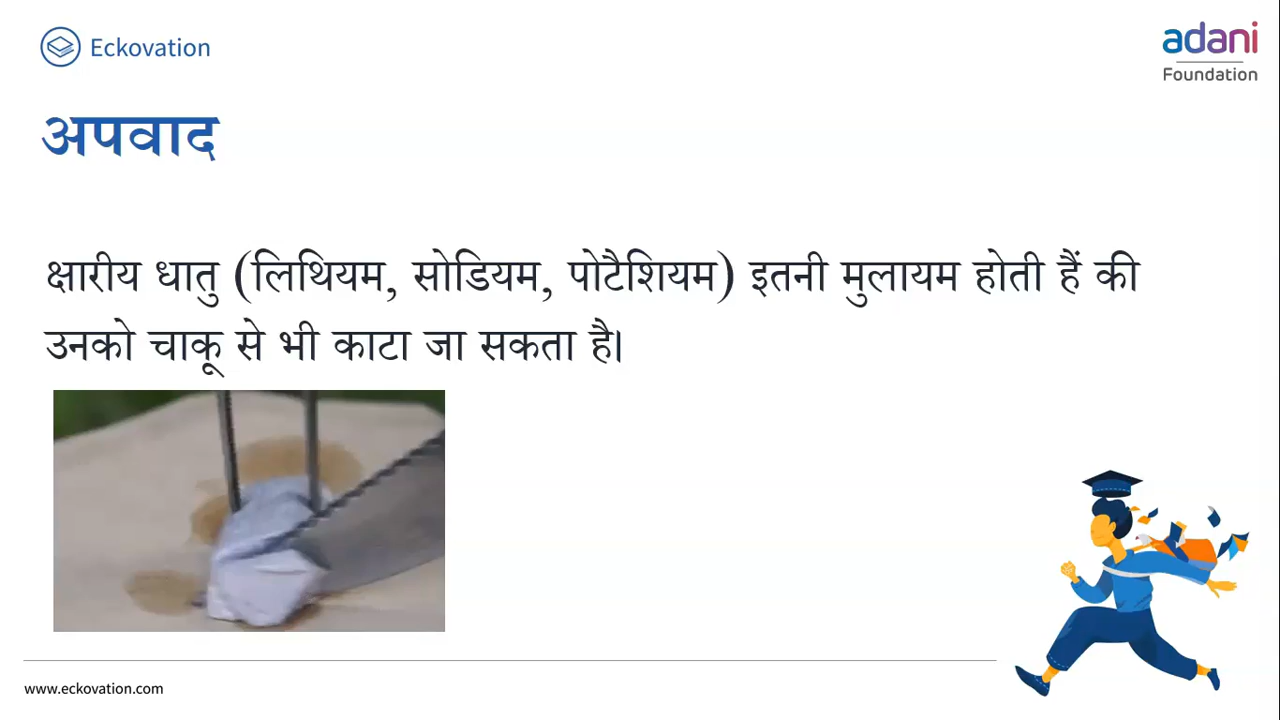 Eckovation
adani
Foundation
अपवाद
क्षारीय धातु (लिथियम, सोडियम, पोटैशियम) इतनी मुलायम होती हैं की
उनको चाकू से भी काटा जा सकता है।
www.eckovation.com